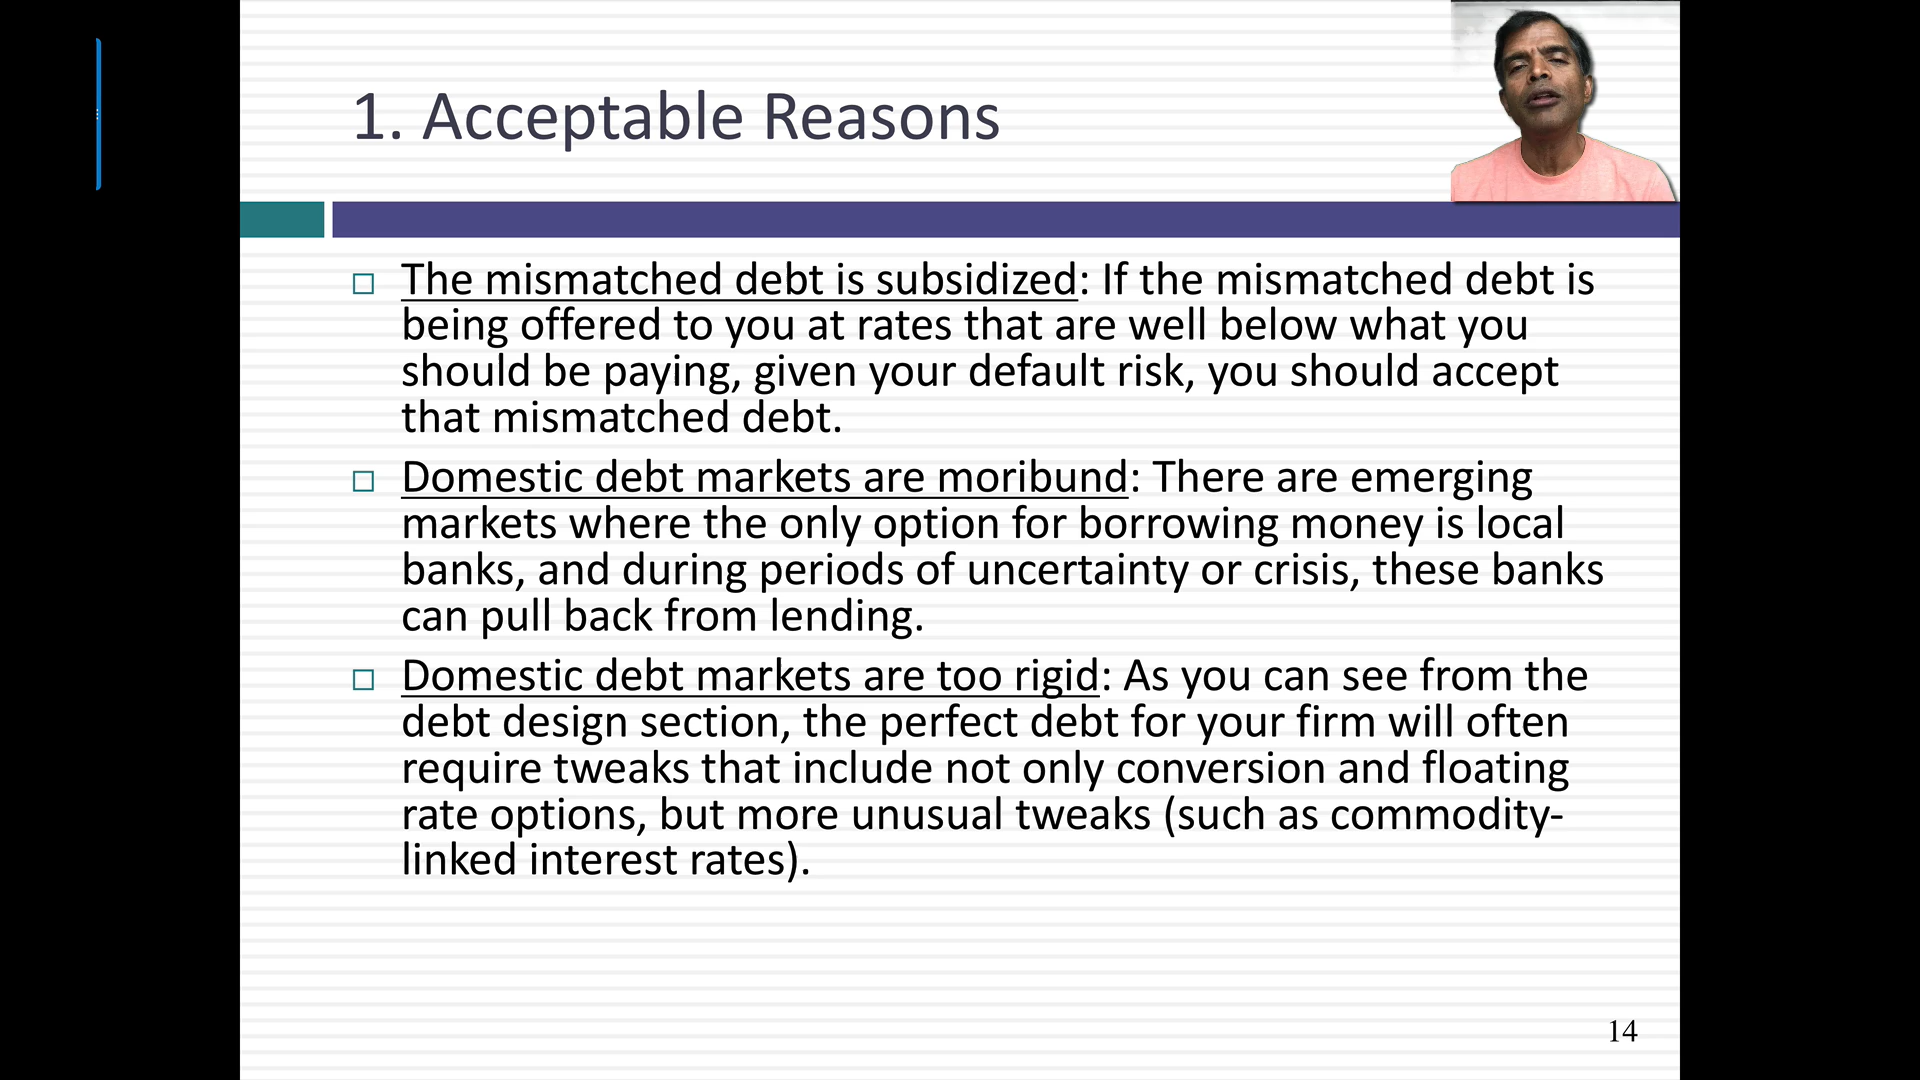 1. Acceptable Reasons
The mismatched debt is subsidized: If the mismatched debt is
being offered to you at rates that are well below what you
should be paying, given your default risk, you should accept
that mismatched debt.
Domestic debt markets are moribund: There are emerging
markets where the only option for borrowing money is local
banks, and during periods of uncertainty or crisis, these banks
can pull back from lending.
Domestic debt markets are too rigid: As you can see from the
debt design section, the perfect debt for your firm will often
require tweaks that include not only conversion and floating
rate options, but more unusual tweaks (such as commodity-
linked interest rates).
14